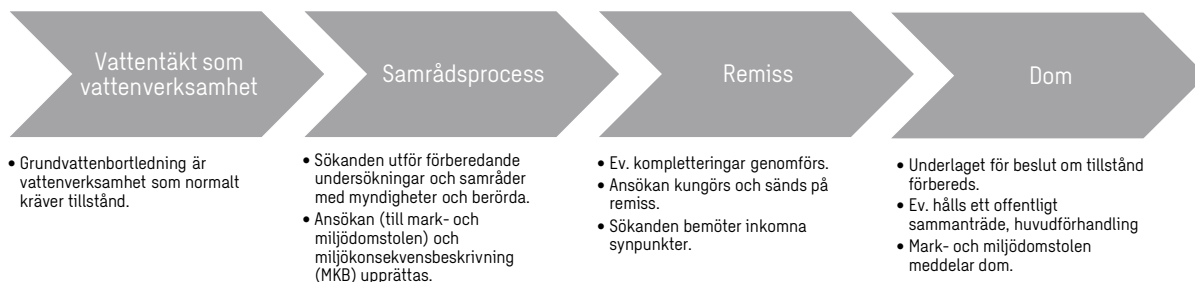 Vattentäkt som
vattenverksamhet
• Grundvattenbortledning är
vattenverksamhet som normalt
kräver tillstånd.
Samrådsprocess
• Sökanden utför förberedande
undersökningar och samråder
med myndigheter och berörda.
• Ansökan (till mark- och
miljödomstolen) och
miljökonsekvensbeskrivning
(MKB) upprättas.
Remiss
• Ev. kompletteringar genomförs.
• Ansökan kungörs och sänds på
remiss.
• Sökanden bemöter inkomna
synpunkter.
Dom
• Underlaget för beslut om tillstånd
förbereds.
• Ev. hålls ett offentligt
sammanträde, huvudförhandling
• Mark- och miljödomstolen
meddelar dom.